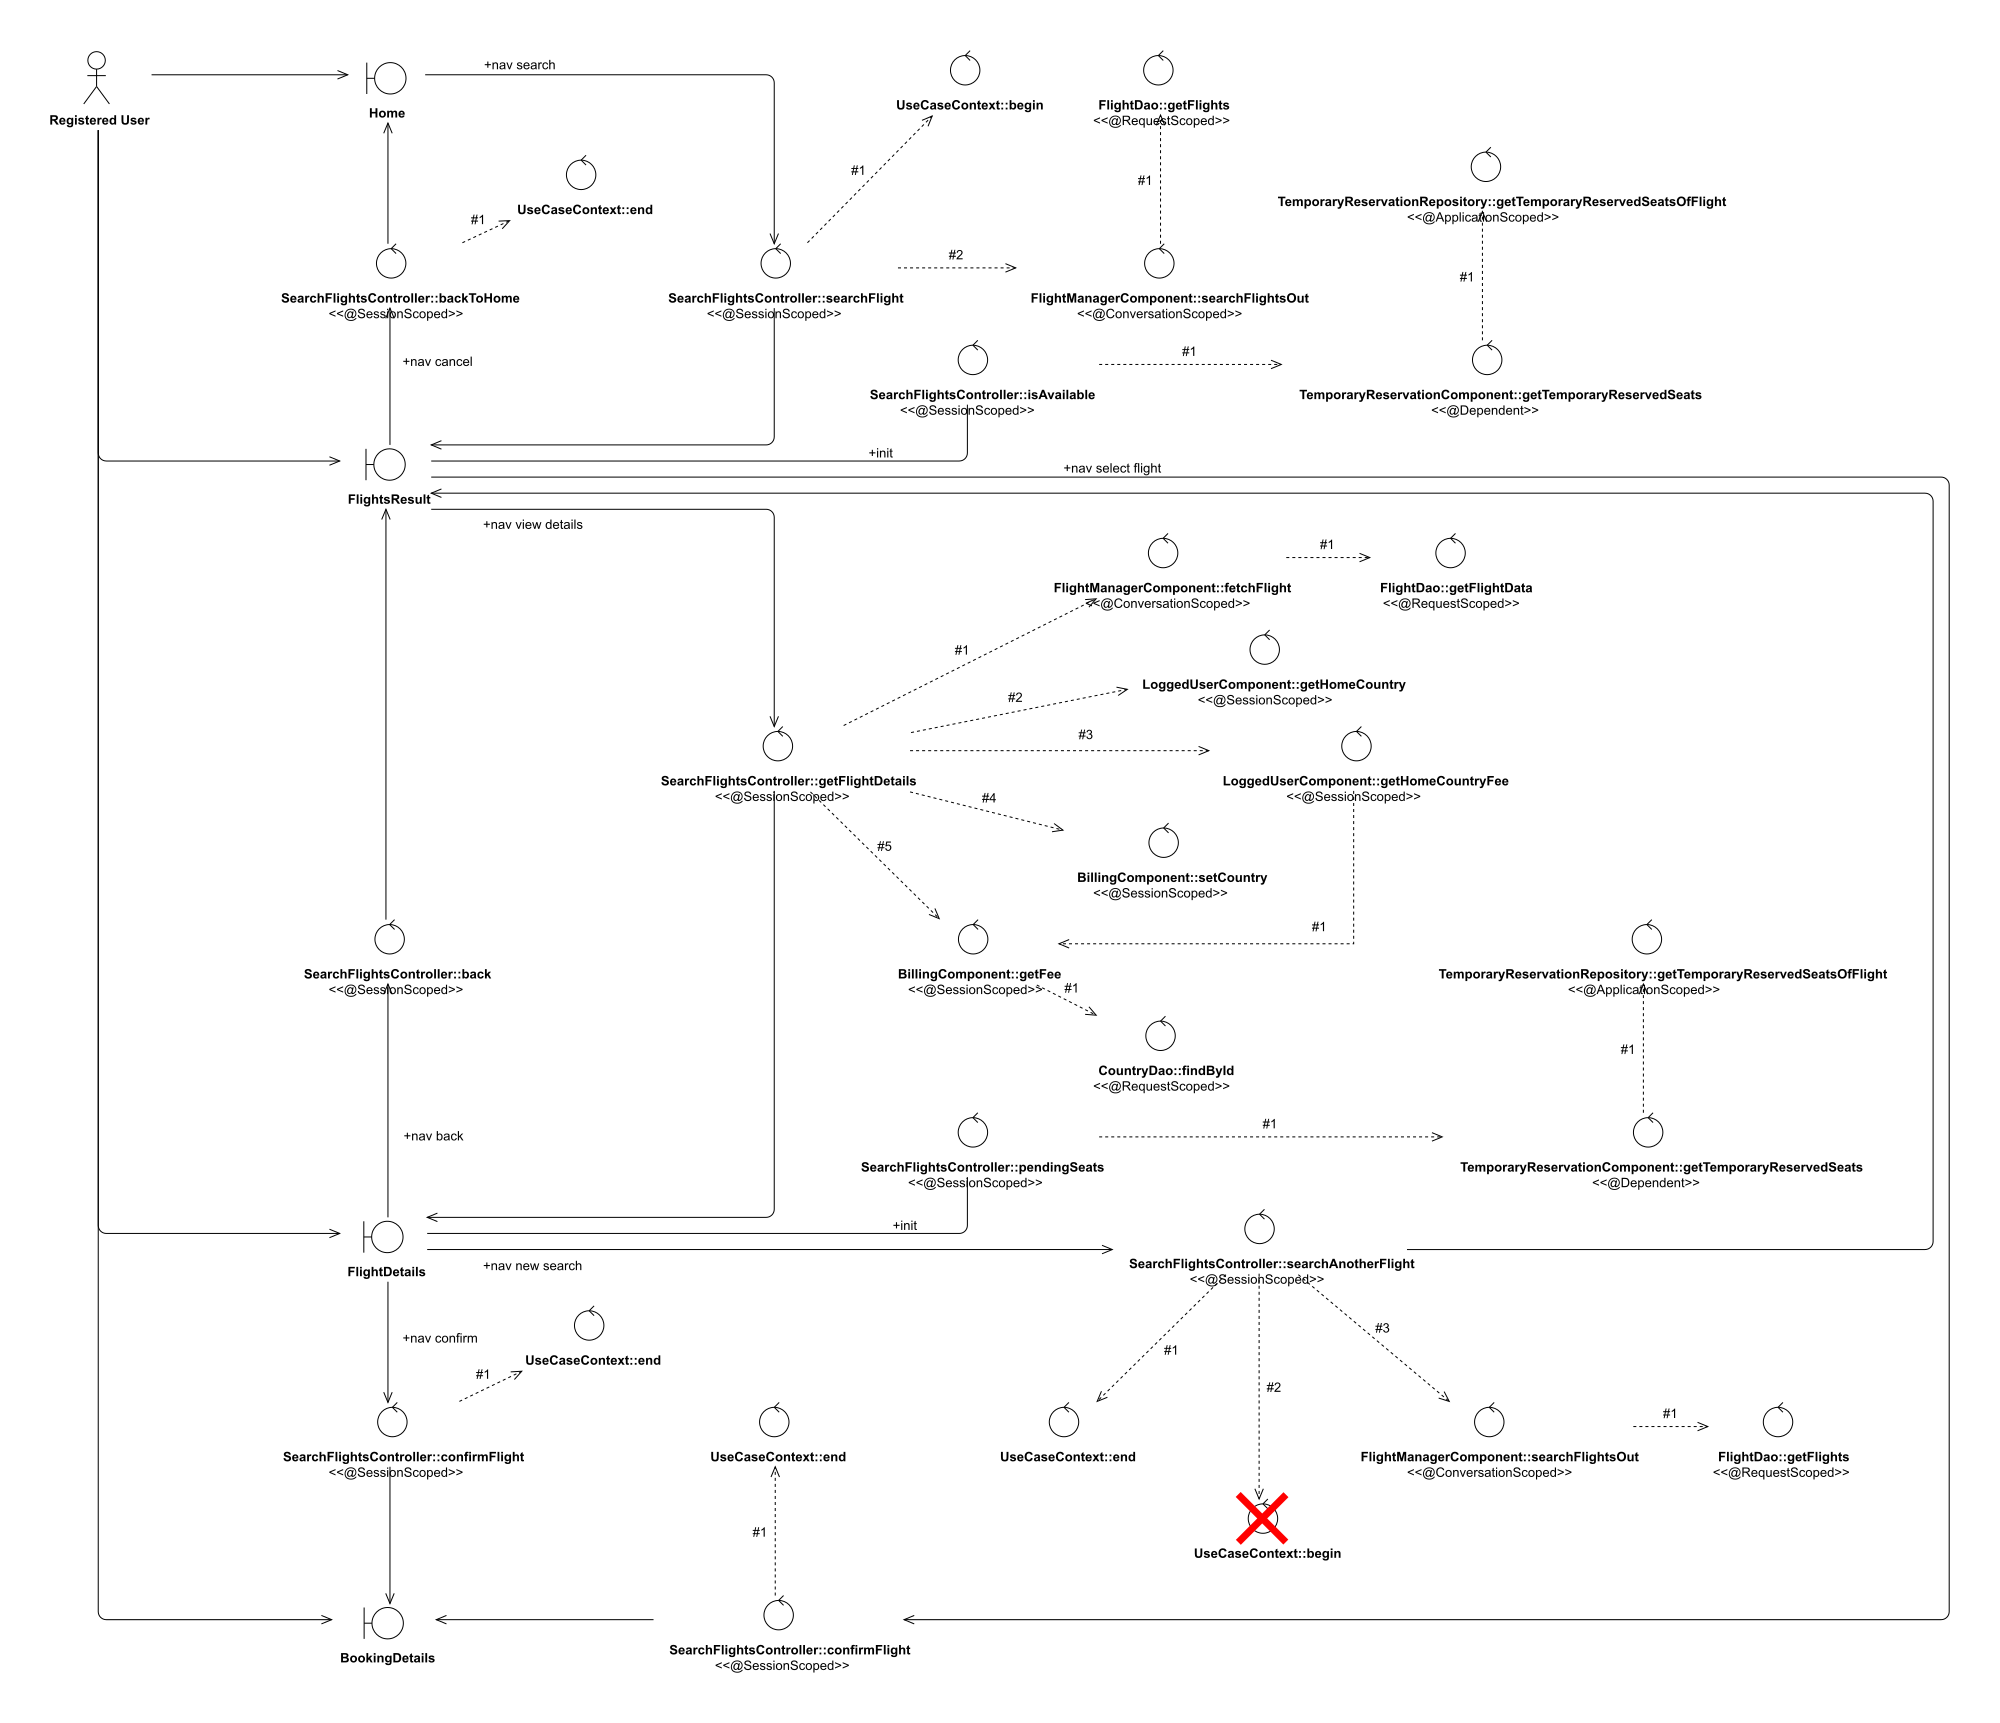 +nav search
Registered User
Home
UseCaseContext::begin
FlightDao::getFlights
<<@RequestScoped>>
#1
#1
UseCaseContext::end
#1
TemporaryReservationRepository::getTemporaryReservedSeatsOfFlight
<<@ApplicationScoped>>
#1
#2
#1
SearchFlightsController::backToHome
<<@SessionScoped>>
SearchFlightsController::searchFlight
<<@SessionScoped>>
FlightManagerComponent::searchFlightsOut
<<@ConversationScoped>>
+nav cancel
#1
SearchFlightsController::isAvailable
<<@SessionScoped>>
TemporaryReservationComponent::getTemporaryReservedSeats
<<@Dependent>>
+init
+nav select flight
FlightsResult
+nav view details
#1
FlightManagerComponent::fetchFlight
<<@ConversationScoped>>
FlightDao::getFlightData
<<@RequestScoped>>
#1
LoggedUserComponent::getHomeCountry
<<@SessionScoped>>
#2
#3
SearchFlightsController::getFlightDetails
<<@SessionScoped>>
LoggedUserComponent::getHomeCountryFee
<<@SessionScoped>>
#4
#5
BillingComponent::setCountry
<<@SessionScoped>>
#1
SearchFlightsController::back
<<@SessionScoped>>
BillingComponent::getFee
<<@SessionScoped>>
#1
TemporaryReservationRepository::getTemporaryReservedSeatsOfFlight
<<@ApplicationScoped>>
#1
CountryDao::findById
<<@RequestScoped>>
+nav back
#1
SearchFlightsController::pendingSeats
<<@SessionScoped>>
TemporaryReservationComponent::getTemporaryReservedSeats
<<@Dependent>>
+init
FlightDetails
+nav new search
SearchFlightsController::searchAnotherFlight
<<@SessionScoped>>
+nav confirm
#1
#3
UseCaseContext::end
#1
#2
SearchFlightsController::confirmFlight
<<@SessionScoped>>
UseCaseContext::end
UseCaseContext::end
FlightManagerComponent::searchFlightsOut
<<@ConversationScoped>>
#1
FlightDao::getFlights
<<@RequestScoped>>
#1
UseCaseContext::begin
BookingDetails
SearchFlightsController::confirmFlight
<<@SessionScoped>>